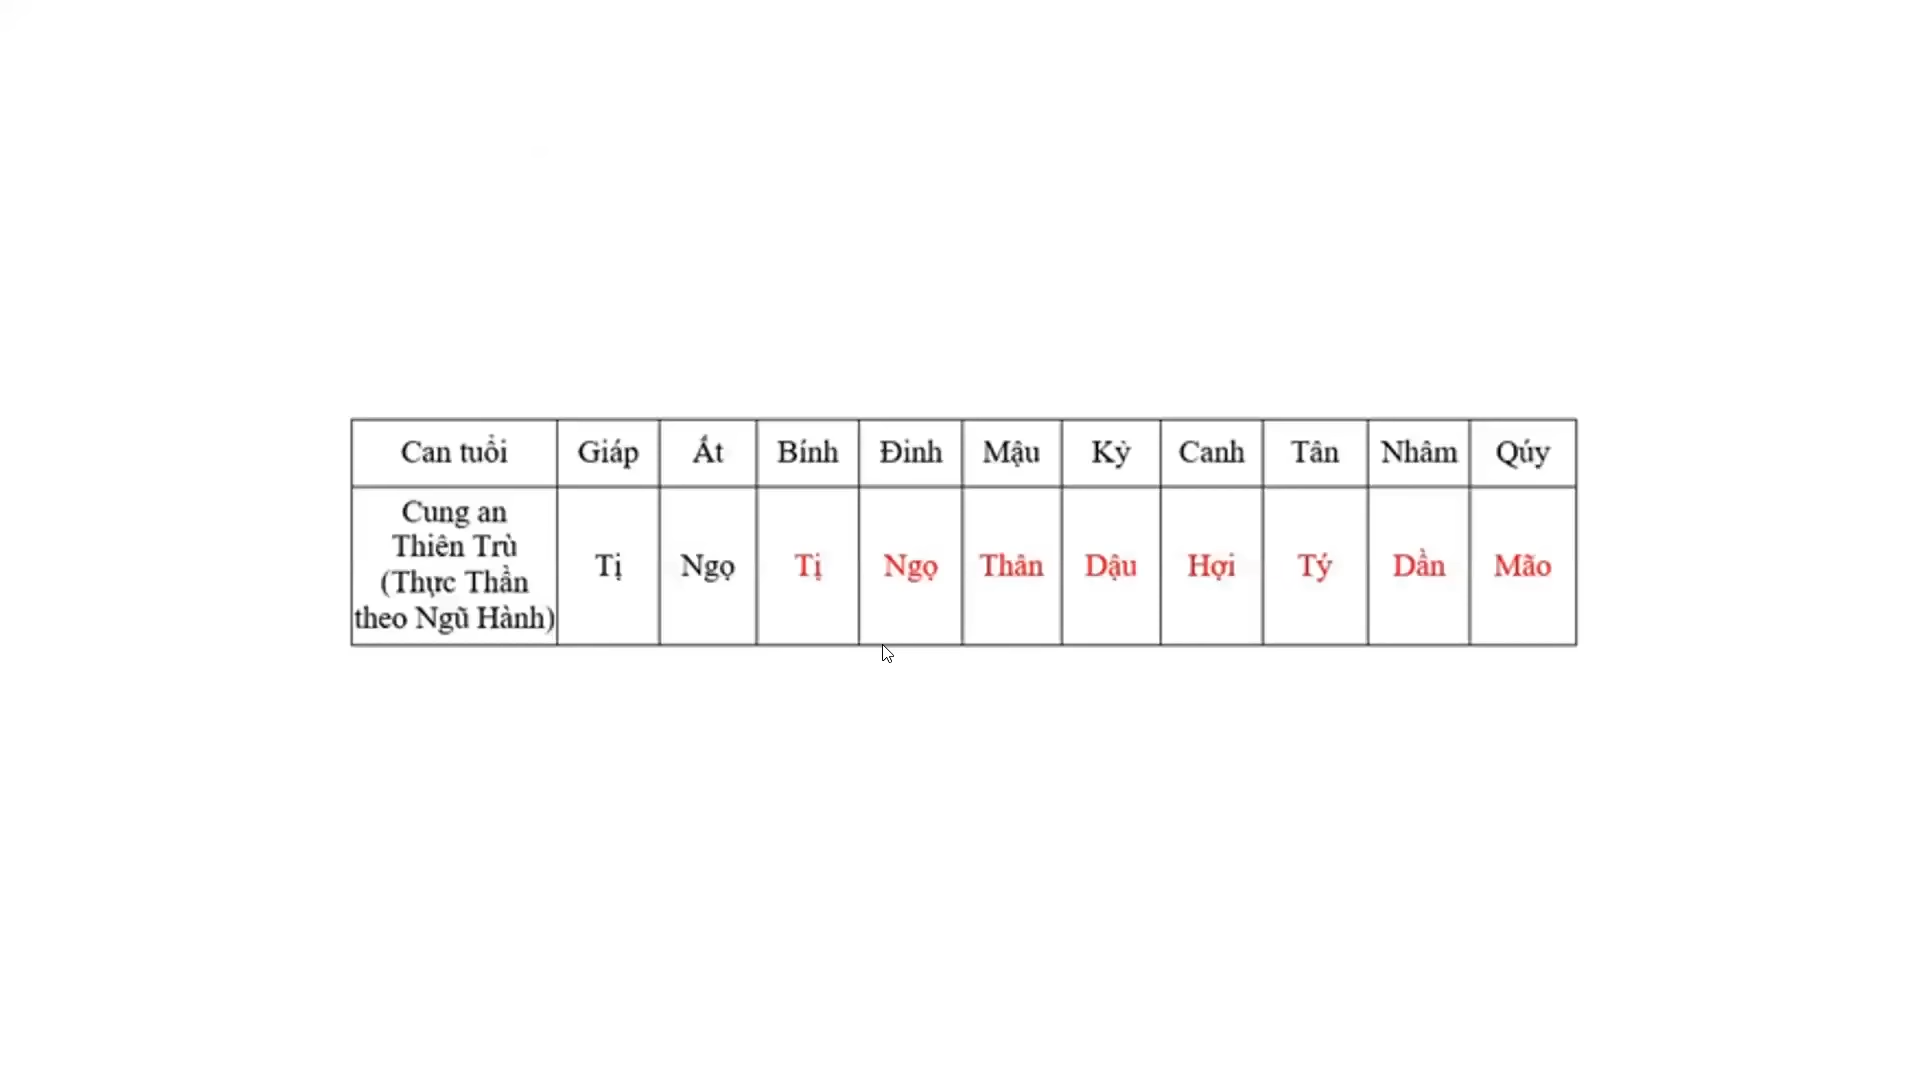 Can tuổi Giáp Ất Bính Đinh Mậu Kỷ Canh Tân Nhâm Qúy
Cung an
Thiên Trù
(Thực Thần
theo Ngũ Hành)
Tị Ngọ Tị Ngọ Thân Dậu Hợi Tý Dần Mão